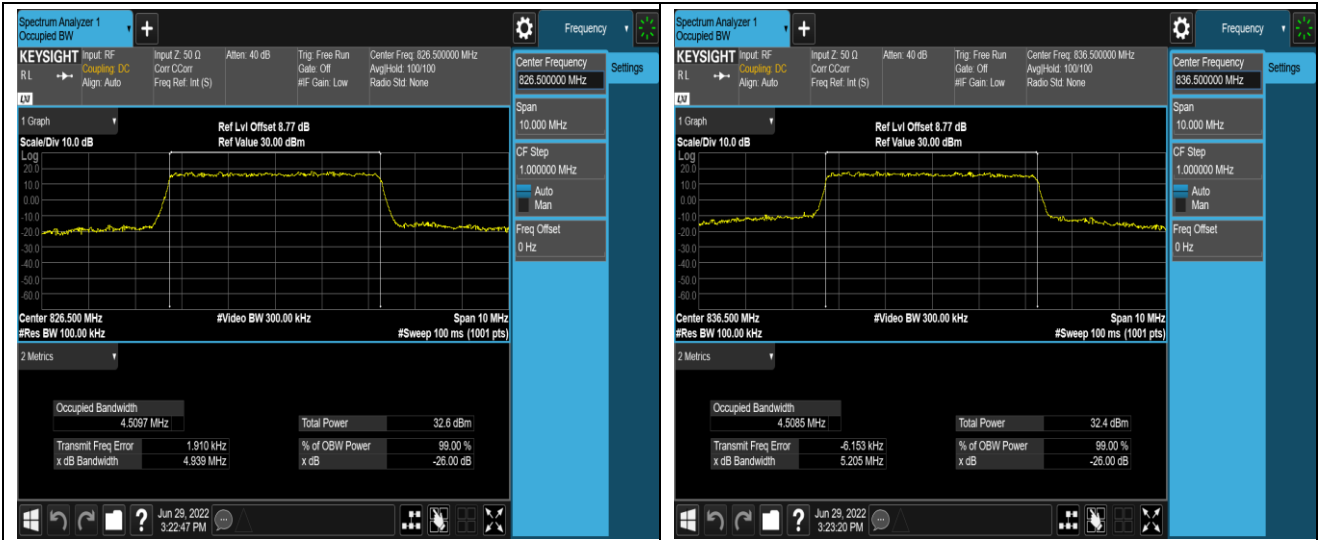 Spectrum Analyzer 1
Occupied BW
+
Frequency
KEYSIGHT
RL
LXI
Input: RF
Coupling: DC
Align: Auto
Input Z: 50 Ω
Corr CCorr
Freq Ref: Int (S)
Atten: 40 dB
Trig: Free Run
Gate: Off
#IF Gain: Low
Center Freq: 826.500000 MHz
Avg|Hold: 100/100
Radio Std: None
Center Frequency
826.500000 MHz
Settings
Span
10.000 MHz
CF Step
1.000000 MHz
Auto
Man
Freq Offset
0 Hz
1 Graph
Scale/Div 10.0 dB
Ref Lvl Offset 8.77 dB
Ref Value 30.00 dBm
Log
20.0
10.0
0.00
-10.0
-20.0
-30.0
-40.0
-50.0
-60.0
Center 826.500 MHz
#Video BW 300.00 kHz
Span 10 MHz
#Res BW 100.00 kHz
#Sweep 100 ms (1001 pts)
2 Metrics
Occupied Bandwidth
4.5097 MHz
Total Power 32.6 dBm
Transmit Freq Error 1.910 kHz
% of OBW Power 99.00 %
x dB Bandwidth 4.939 MHz
x dB -26.00 dB
?
Jun 29, 2022
3:22:47 PM
Spectrum Analyzer 1
Occupied BW
+
Frequency
KEYSIGHT
RL
LXI
Input: RF
Coupling: DC
Align: Auto
Input Z: 50 Ω
Corr CCorr
Freq Ref: Int (S)
Atten: 40 dB
Trig: Free Run
Gate: Off
#IF Gain: Low
Center Freq: 836.500000 MHz
Avg|Hold: 100/100
Radio Std: None
Center Frequency
836.500000 MHz
Settings
Span
10.000 MHz
CF Step
1.000000 MHz
Auto
Man
Freq Offset
0 Hz
1 Graph
Scale/Div 10.0 dB
Ref Lvl Offset 8.77 dB
Ref Value 30.00 dBm
Log
20.0
10.0
0.00
-10.0
-20.0
-30.0
-40.0
-50.0
-60.0
Center 836.500 MHz
#Video BW 300.00 kHz
Span 10 MHz
#Res BW 100.00 kHz
#Sweep 100 ms (1001 pts)
2 Metrics
Occupied Bandwidth
4.5085 MHz
Total Power 32.4 dBm
Transmit Freq Error -6.153 kHz
% of OBW Power 99.00 %
x dB Bandwidth 5.205 MHz
x dB -26.00 dB
?
Jun 29, 2022
3:23:20 PM